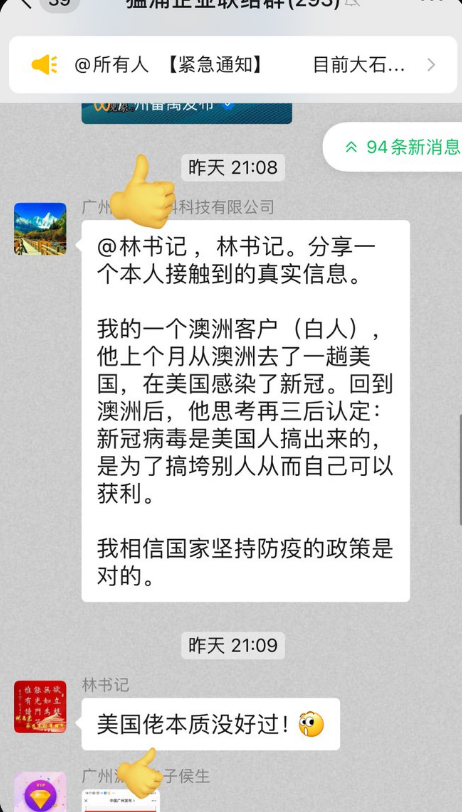 39
猛涌企业联络群(293)
@所有人 【紧急通知】 目前大石...
州番禺发布
94条新消息
昨天 21:08
广州 科科技有限公司
@林书记 ，林书记。分享一
个本人接触到的真实信息。
我的一个澳洲客户（白人），
他上个月从澳洲去了一趟美
国，在美国感染了新冠。回到
澳洲后，他思考再三后认定：
新冠病毒是美国人搞出来的，
是为了搞垮别人从而自己可以
获利。
我相信国家坚持防疫的政策是
对的。
昨天 21:09
林书记
美国佬本质没好过！
广州 子侯生